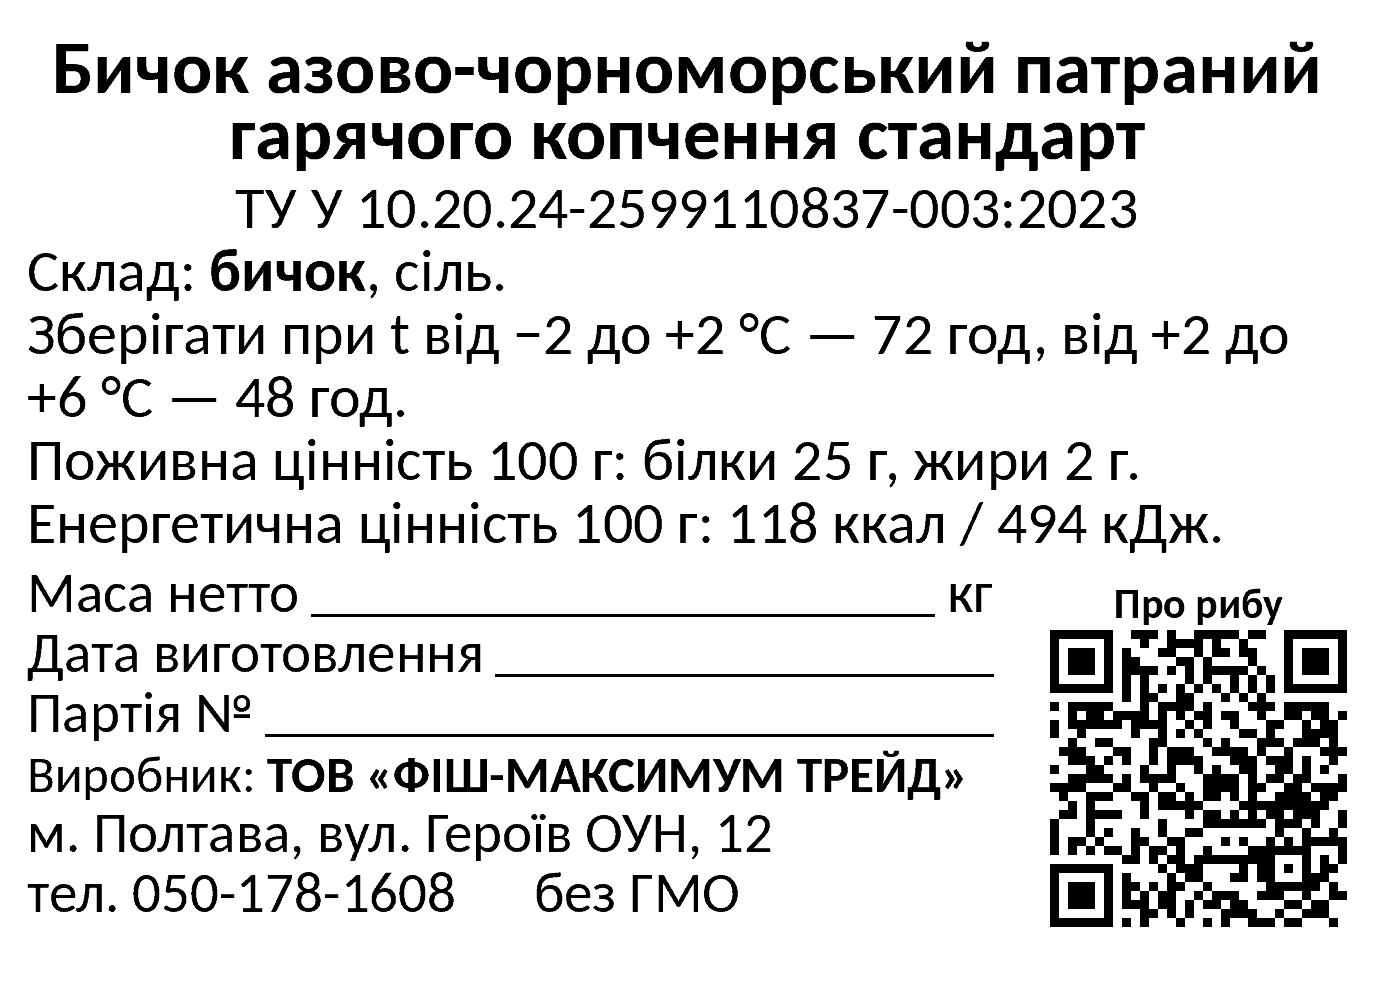 Бичок азово-чорноморський патраний
гарячого копчення стандарт
ТУ У 10.20.24-2599110837-003:2023
Склад: бичок, сіль.
Зберігати при t від −2 до +2 °C — 72 год, від +2 до
+6 °C — 48 год.
Поживна цінність 100 г: білки 25 г, жири 2 г.
Енергетична цінність 100 г: 118 ккал / 494 кДж.
Маса нетто ____________________ кг
Дата виготовлення ________________
Партія № ________________________
Про рибу
Виробник: ТОВ «ФІШ-МАКСИМУМ ТРЕЙД»
м. Полтава, вул. Героїв ОУН, 12
тел. 050-178-1608 без ГМО